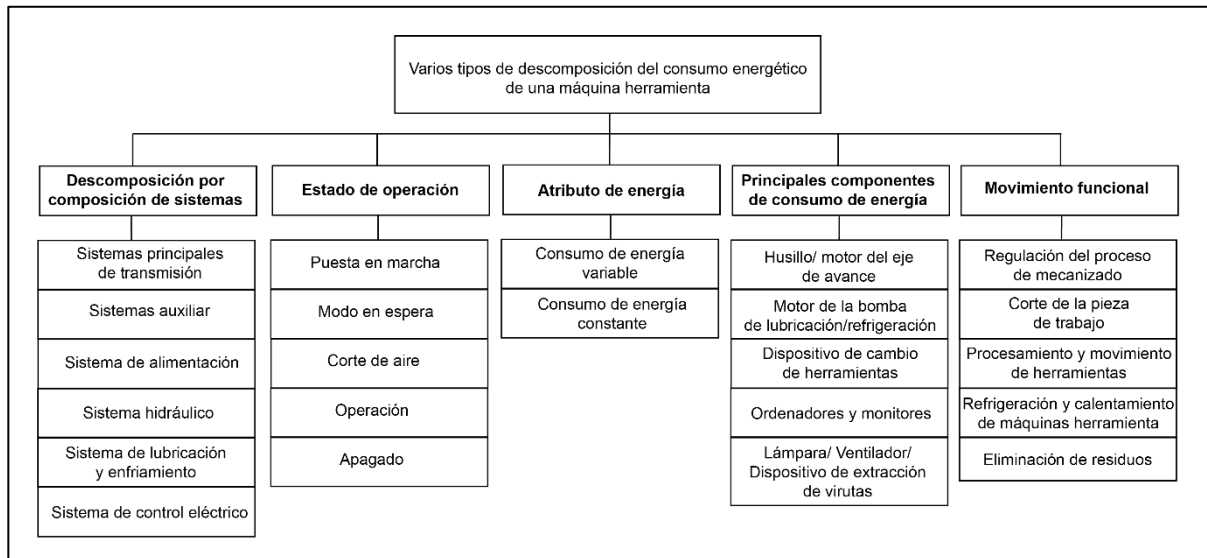 Varios tipos de descomposición del consumo energético
de una máquina herramienta
Descomposición por
composición de sistemas
Sistemas principales
de transmisión
Sistemas auxiliar
Sistema de alimentación
Sistema hidráulico
Sistema de lubricación
y enfriamiento
Sistema de control eléctrico
Estado de operación
Puesta en marcha
Modo en espera
Corte de aire
Operación
Apagado
Atributo de energía
Consumo de energía
variable
Consumo de energía
constante
Principales componentes
de consumo de energía
Husillo/ motor del eje
de avance
Motor de la bomba
de lubricación/refrigeración
Dispositivo de cambio
de herramientas
Ordenadores y monitores
Lámpara/ Ventilador/
Dispositivo de extracción
de virutas
Movimiento funcional
Regulación del proceso
de mecanizado
Corte de la pieza
de trabajo
Procesamiento y movimiento
de herramientas
Refrigeración y calentamiento
de máquinas herramienta
Eliminación de residuos